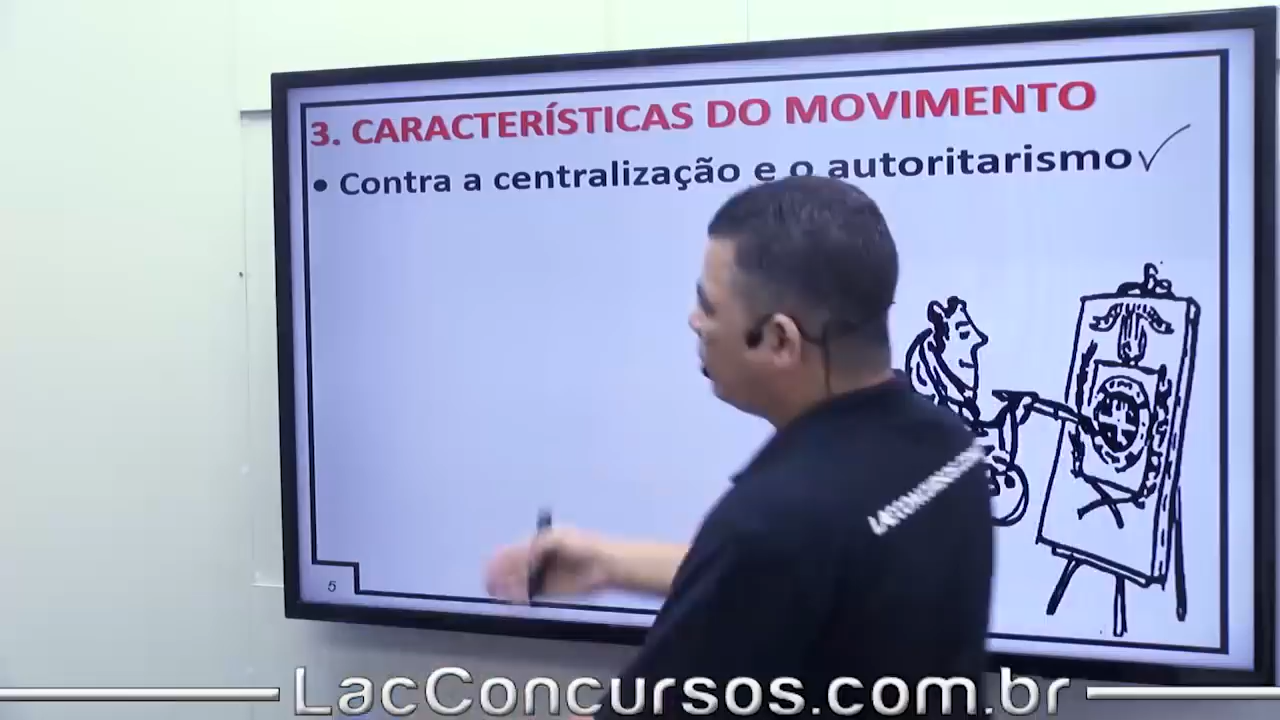 3. CARACTERÍSTICAS DO MOVIMENTO
• Contra a centralização e o autoritarismo
5
LacConcursos.com.br